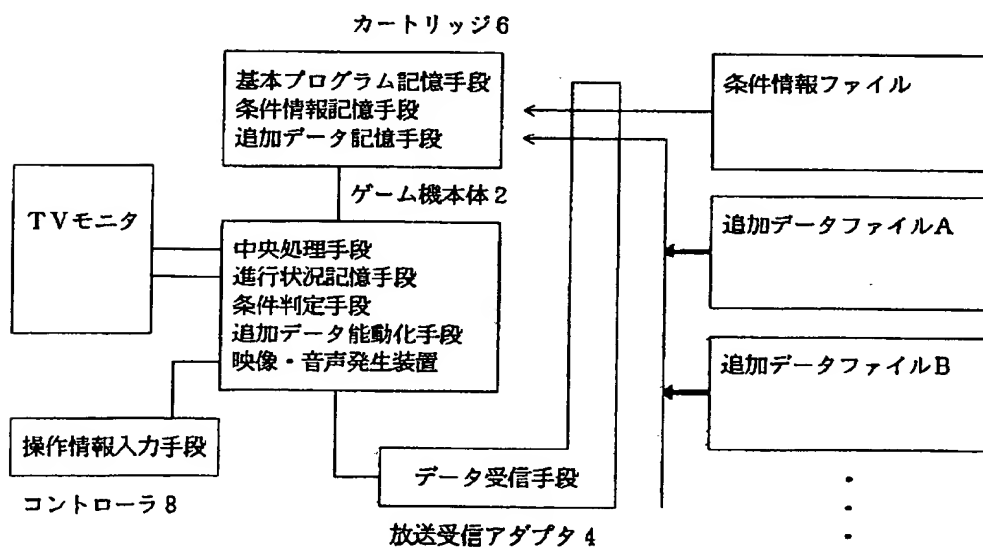 カートリッジ6
基本プログラム記憶手段
条件情報記憶手段
追加データ記憶手段
条件情報ファイル
ゲーム機本体2
TVモニタ
中央処理手段
進行状況記憶手段
条件判定手段
追加データ能動化手段
映像・音声発生装置
追加データファイルA
追加データファイルB
操作情報入力手段
コントローラ8
データ受信手段
放送受信アダプタ4